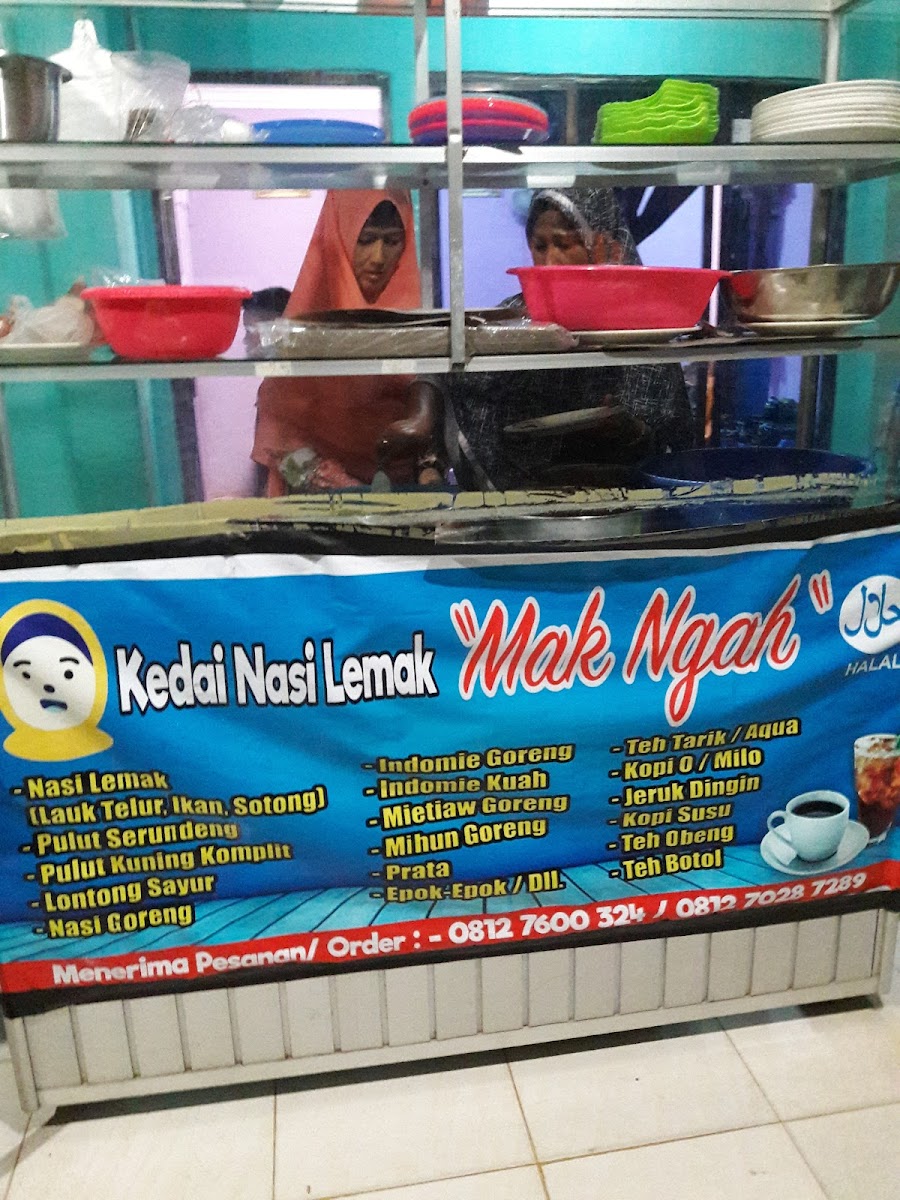 Kedai Nasi Lemak "Mak Ngah"
حلال
HALAL
- Nasi Lemak
(Lauk Telur, Ikan, Sotong)
- Pulut Serundeng
- Pulut Kuning Komplit
- Lontong Sayur
- Nasi Goreng
- Indomie Goreng
- Indomie Kuah
- Mietiaw Goreng
- Mihun Goreng
- Prata
- Epok-Epok / Dll.
- Teh Tarik / Aqua
- Kopi O / Milo
- Jeruk Dingin
- Kopi Susu
- Teh Obeng
- Teh Botol
Menerima Pesanan/ Order : - 0812 7600 324 / 0812 7028 7289